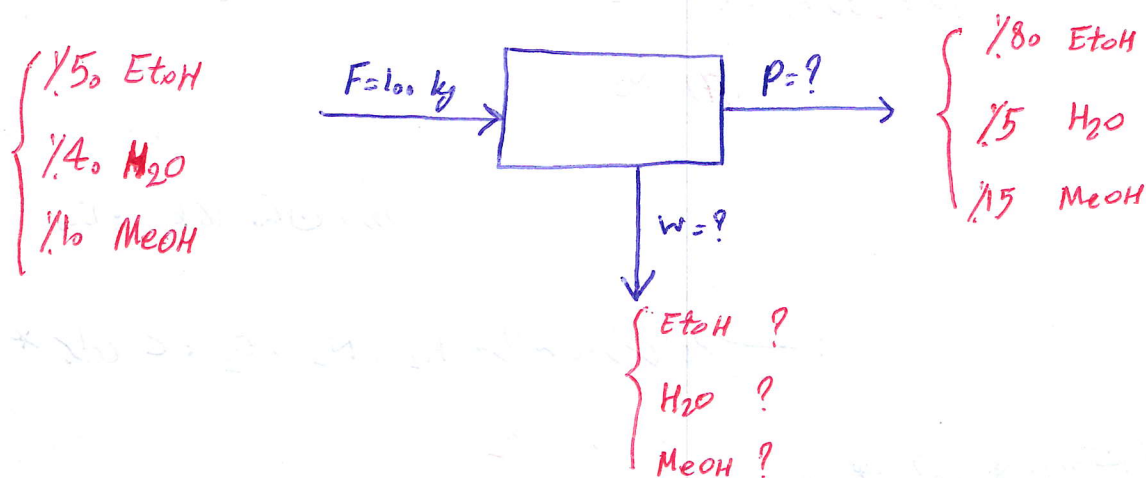 ٪50 EtOH
٪40 H2O
٪10 MeOH
F=100 kg
P=?
٪80 EtOH
٪5 H2O
٪15 MeOH
W=?
EtOH ?
H2O ?
MeOH ?